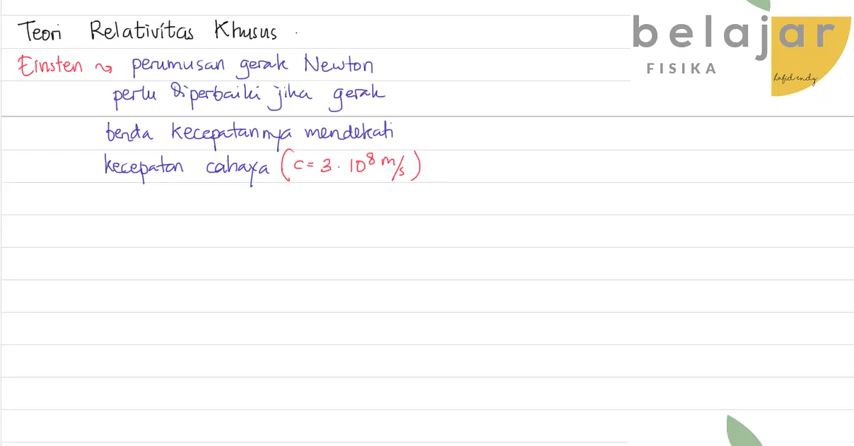 Teori Relativitas Khusus
belajar
FISIKA
Einsten ⤳ perumusan gerak Newton
perlu diperbaiki jika gerak
benda kecepatannya mendekati
kecepatan cahaya (c = 3 . 10⁸ m/s)